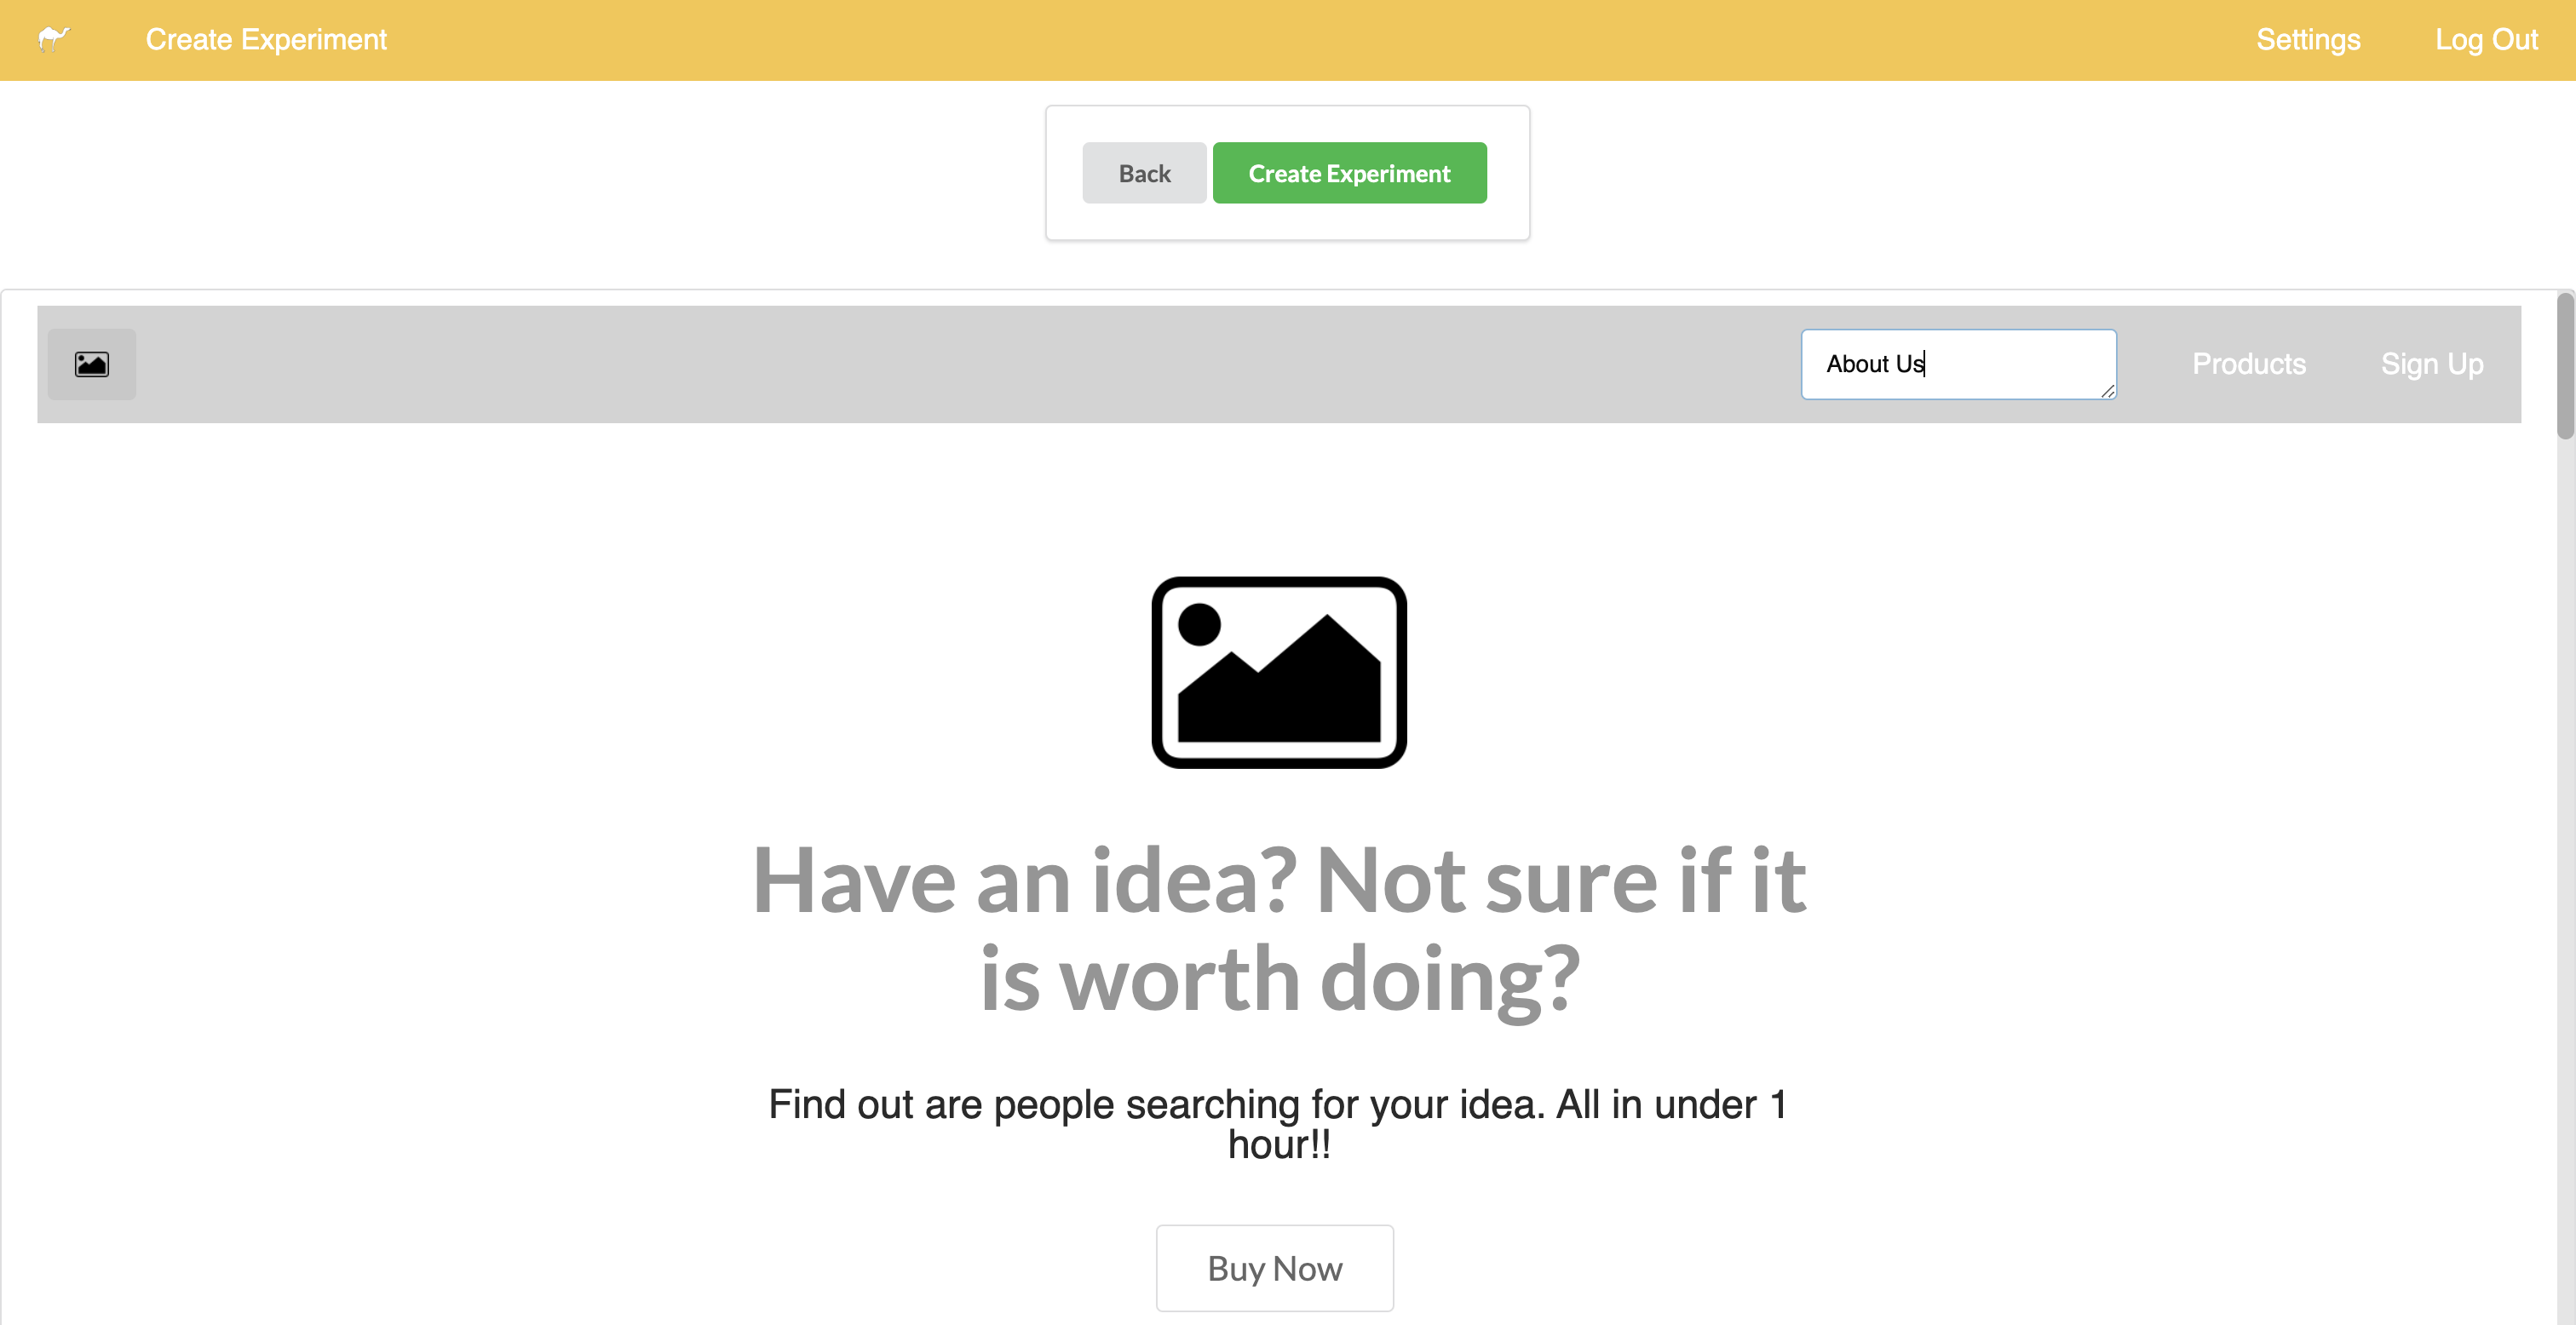 Create Experiment
Settings
Log Out
Back
Create Experiment
About Us
Products
Sign Up
Have an idea? Not sure if it
is worth doing?
Find out are people searching for your idea. All in under 1
hour!!
Buy Now